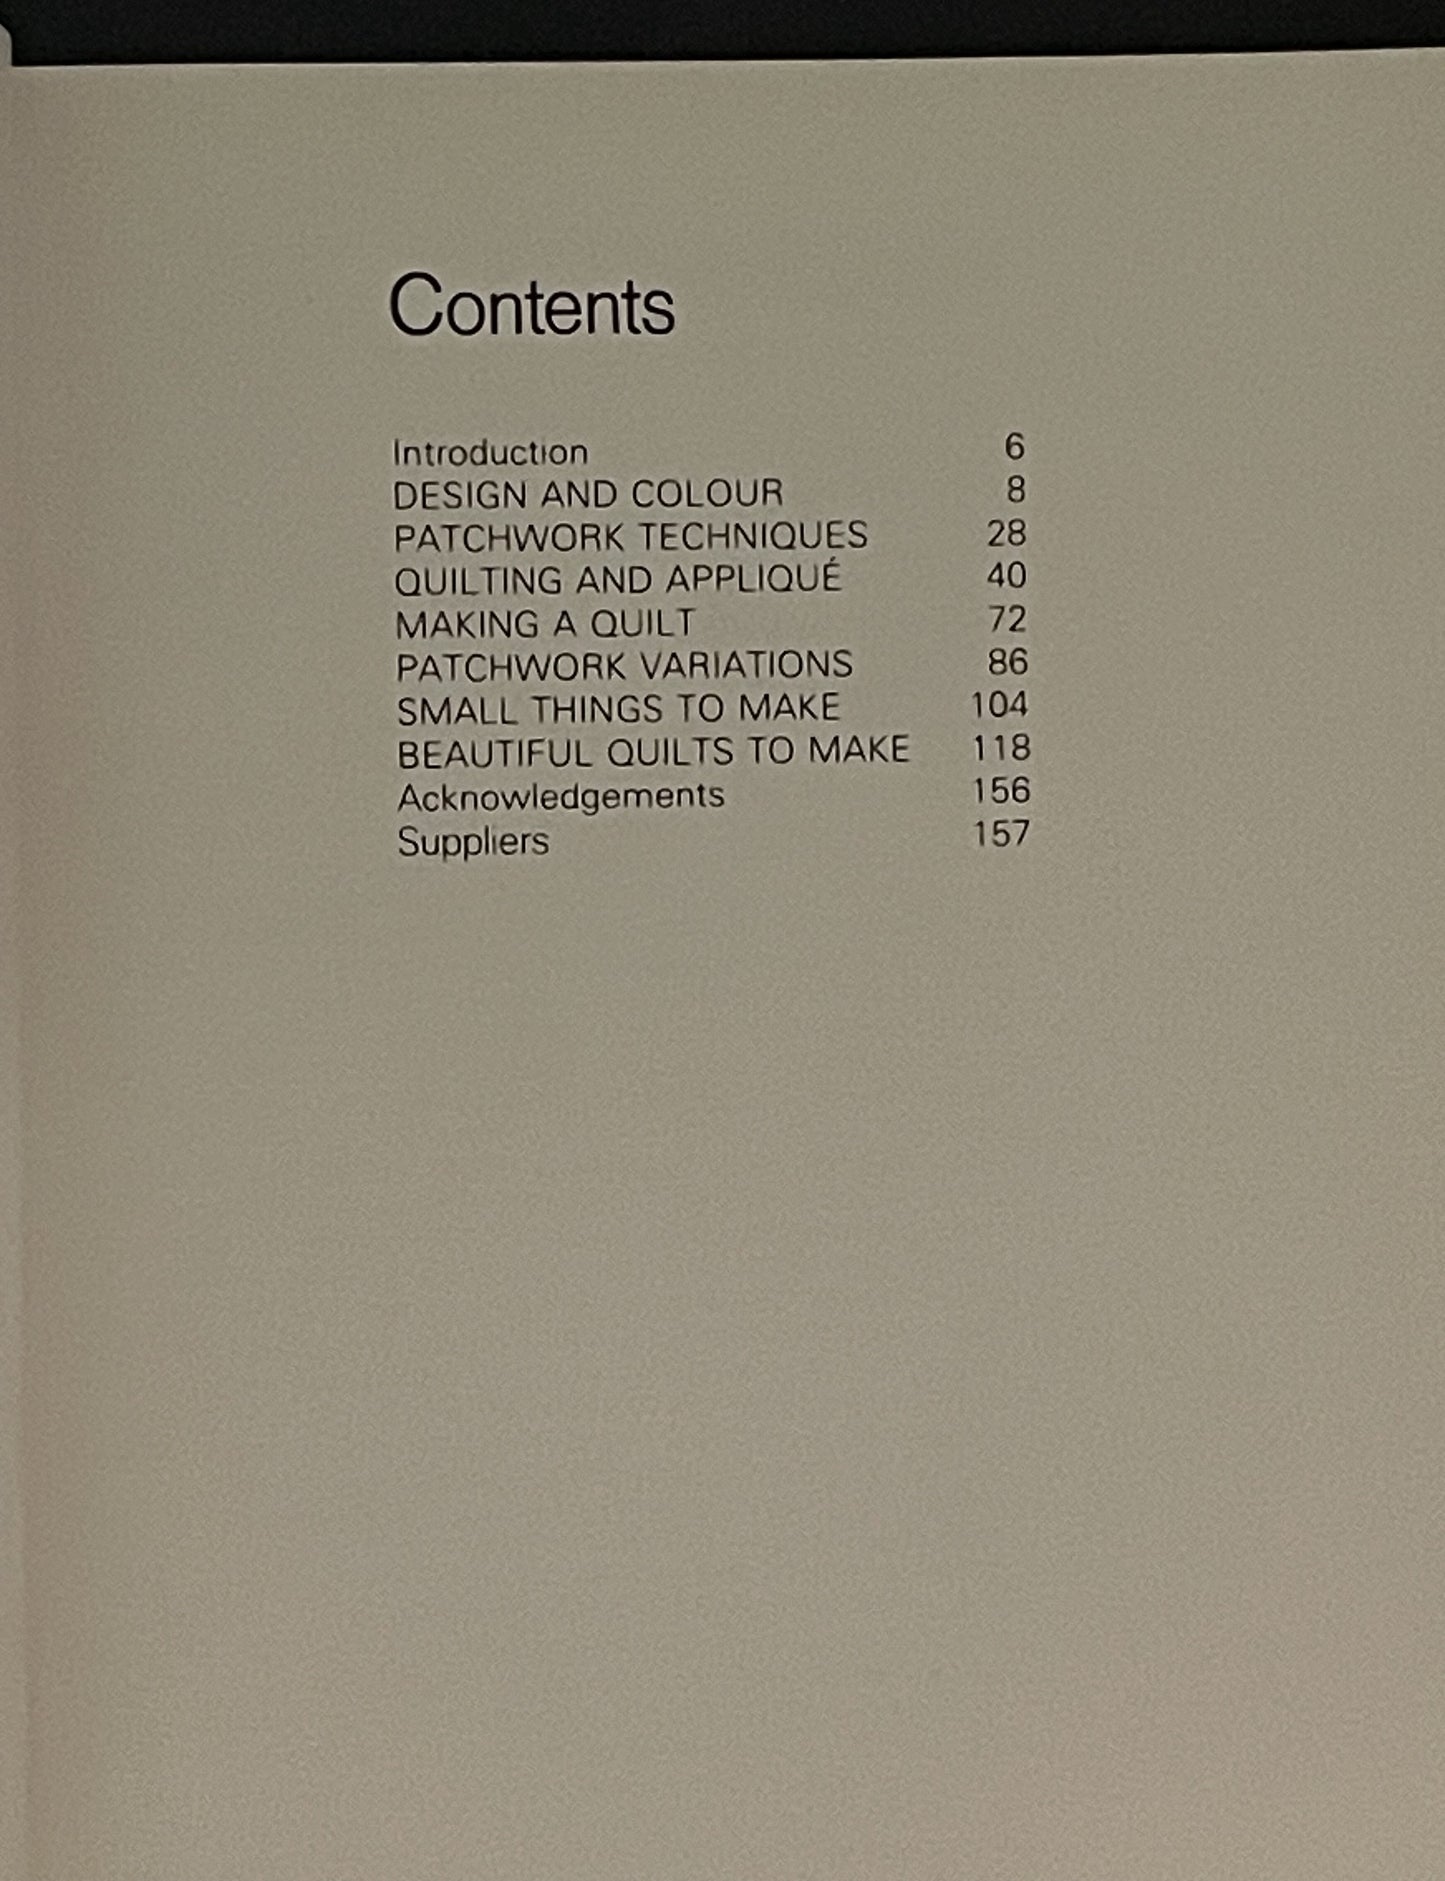 Contents
Introduction 6
DESIGN AND COLOUR 8
PATCHWORK TECHNIQUES 28
QUILTING AND APPLIQUÉ 40
MAKING A QUILT 72
PATCHWORK VARIATIONS 86
SMALL THINGS TO MAKE 104
BEAUTIFUL QUILTS TO MAKE 118
Acknowledgements 156
Suppliers 157